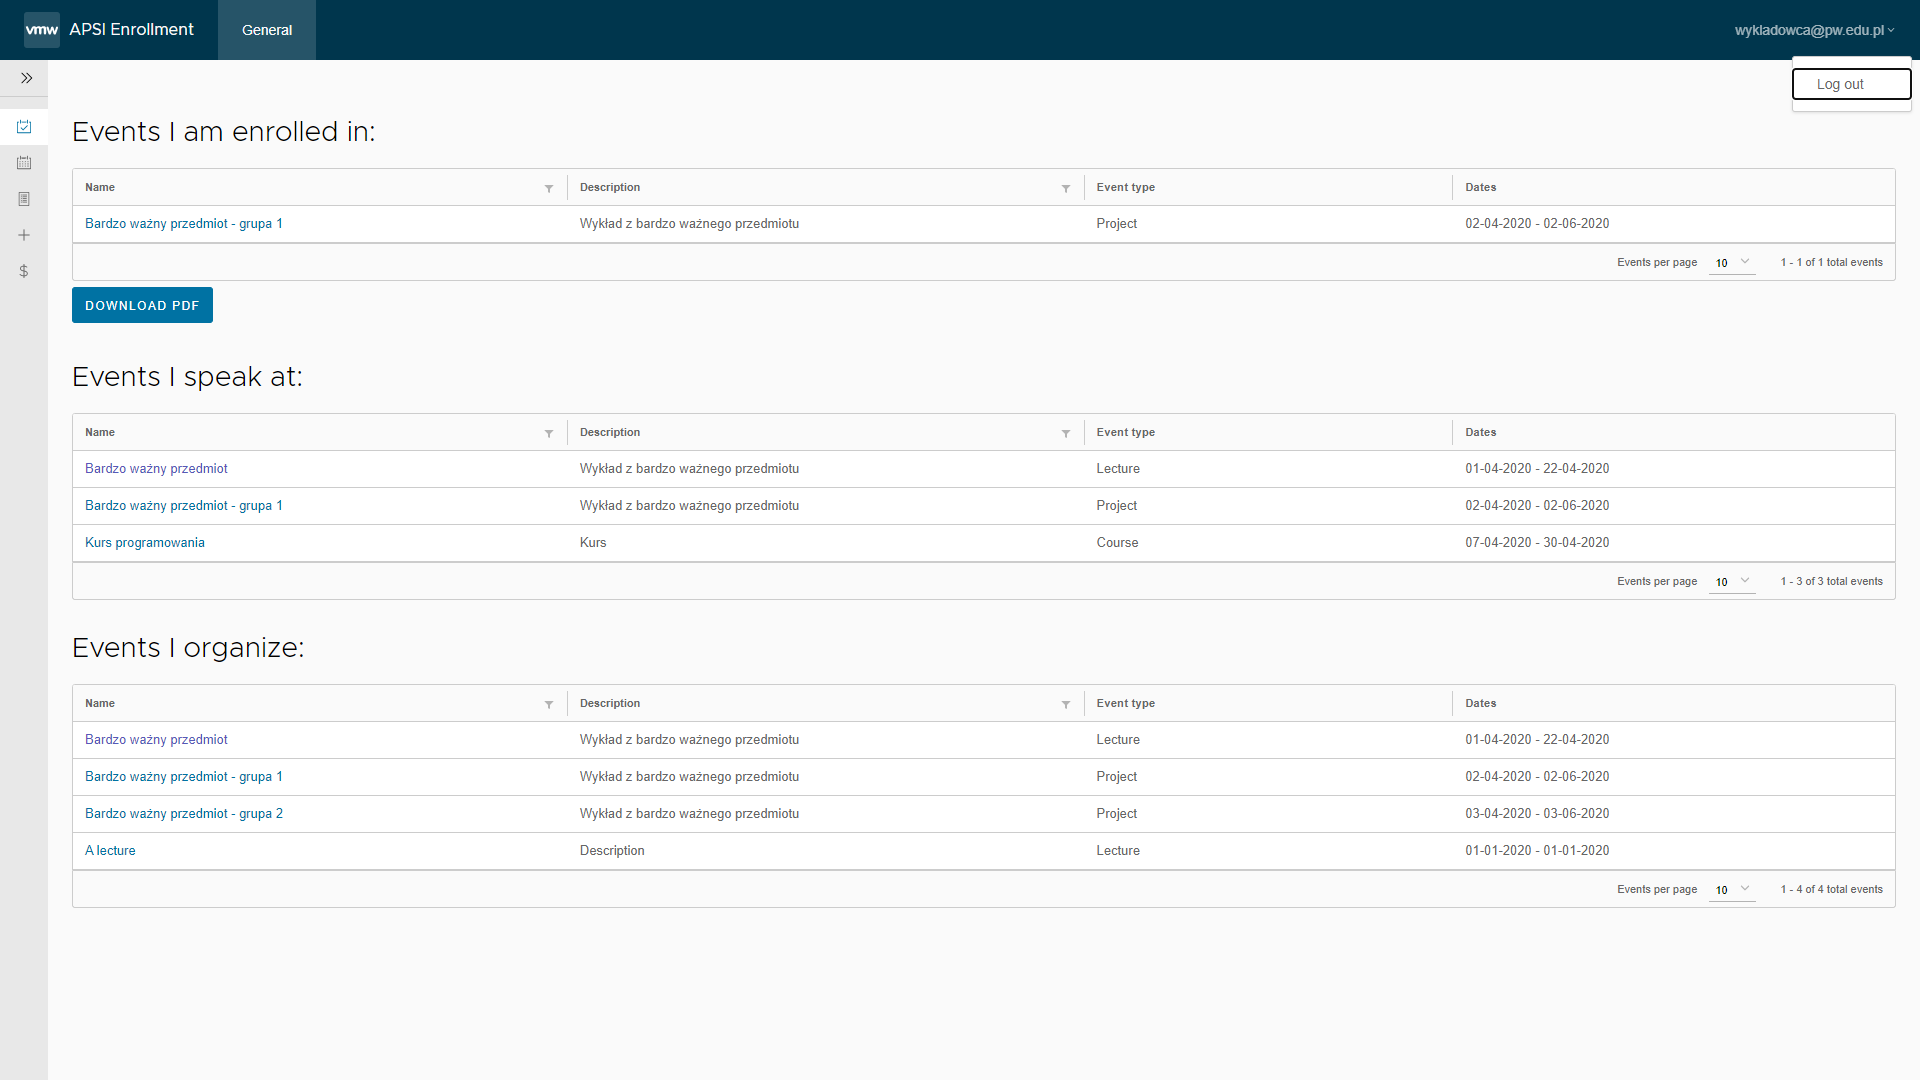 vmw APSI Enrollment General wykladowca@pw.edu.pl
Log out
Events I am enrolled in:
Name Description Event type Dates
Bardzo ważny przedmiot - grupa 1 Wykład z bardzo ważnego przedmiotu Project 02-04-2020 - 02-06-2020
Events per page 10 1 - 1 of 1 total events
DOWNLOAD PDF
Events I speak at:
Name Description Event type Dates
Bardzo ważny przedmiot Wykład z bardzo ważnego przedmiotu Lecture 01-04-2020 - 22-04-2020
Bardzo ważny przedmiot - grupa 1 Wykład z bardzo ważnego przedmiotu Project 02-04-2020 - 02-06-2020
Kurs programowania Kurs Course 07-04-2020 - 30-04-2020
Events per page 10 1 - 3 of 3 total events
Events I organize:
Name Description Event type Dates
Bardzo ważny przedmiot Wykład z bardzo ważnego przedmiotu Lecture 01-04-2020 - 22-04-2020
Bardzo ważny przedmiot - grupa 1 Wykład z bardzo ważnego przedmiotu Project 02-04-2020 - 02-06-2020
Bardzo ważny przedmiot - grupa 2 Wykład z bardzo ważnego przedmiotu Project 03-04-2020 - 03-06-2020
A lecture Description Lecture 01-01-2020 - 01-01-2020
Events per page 10 1 - 4 of 4 total events